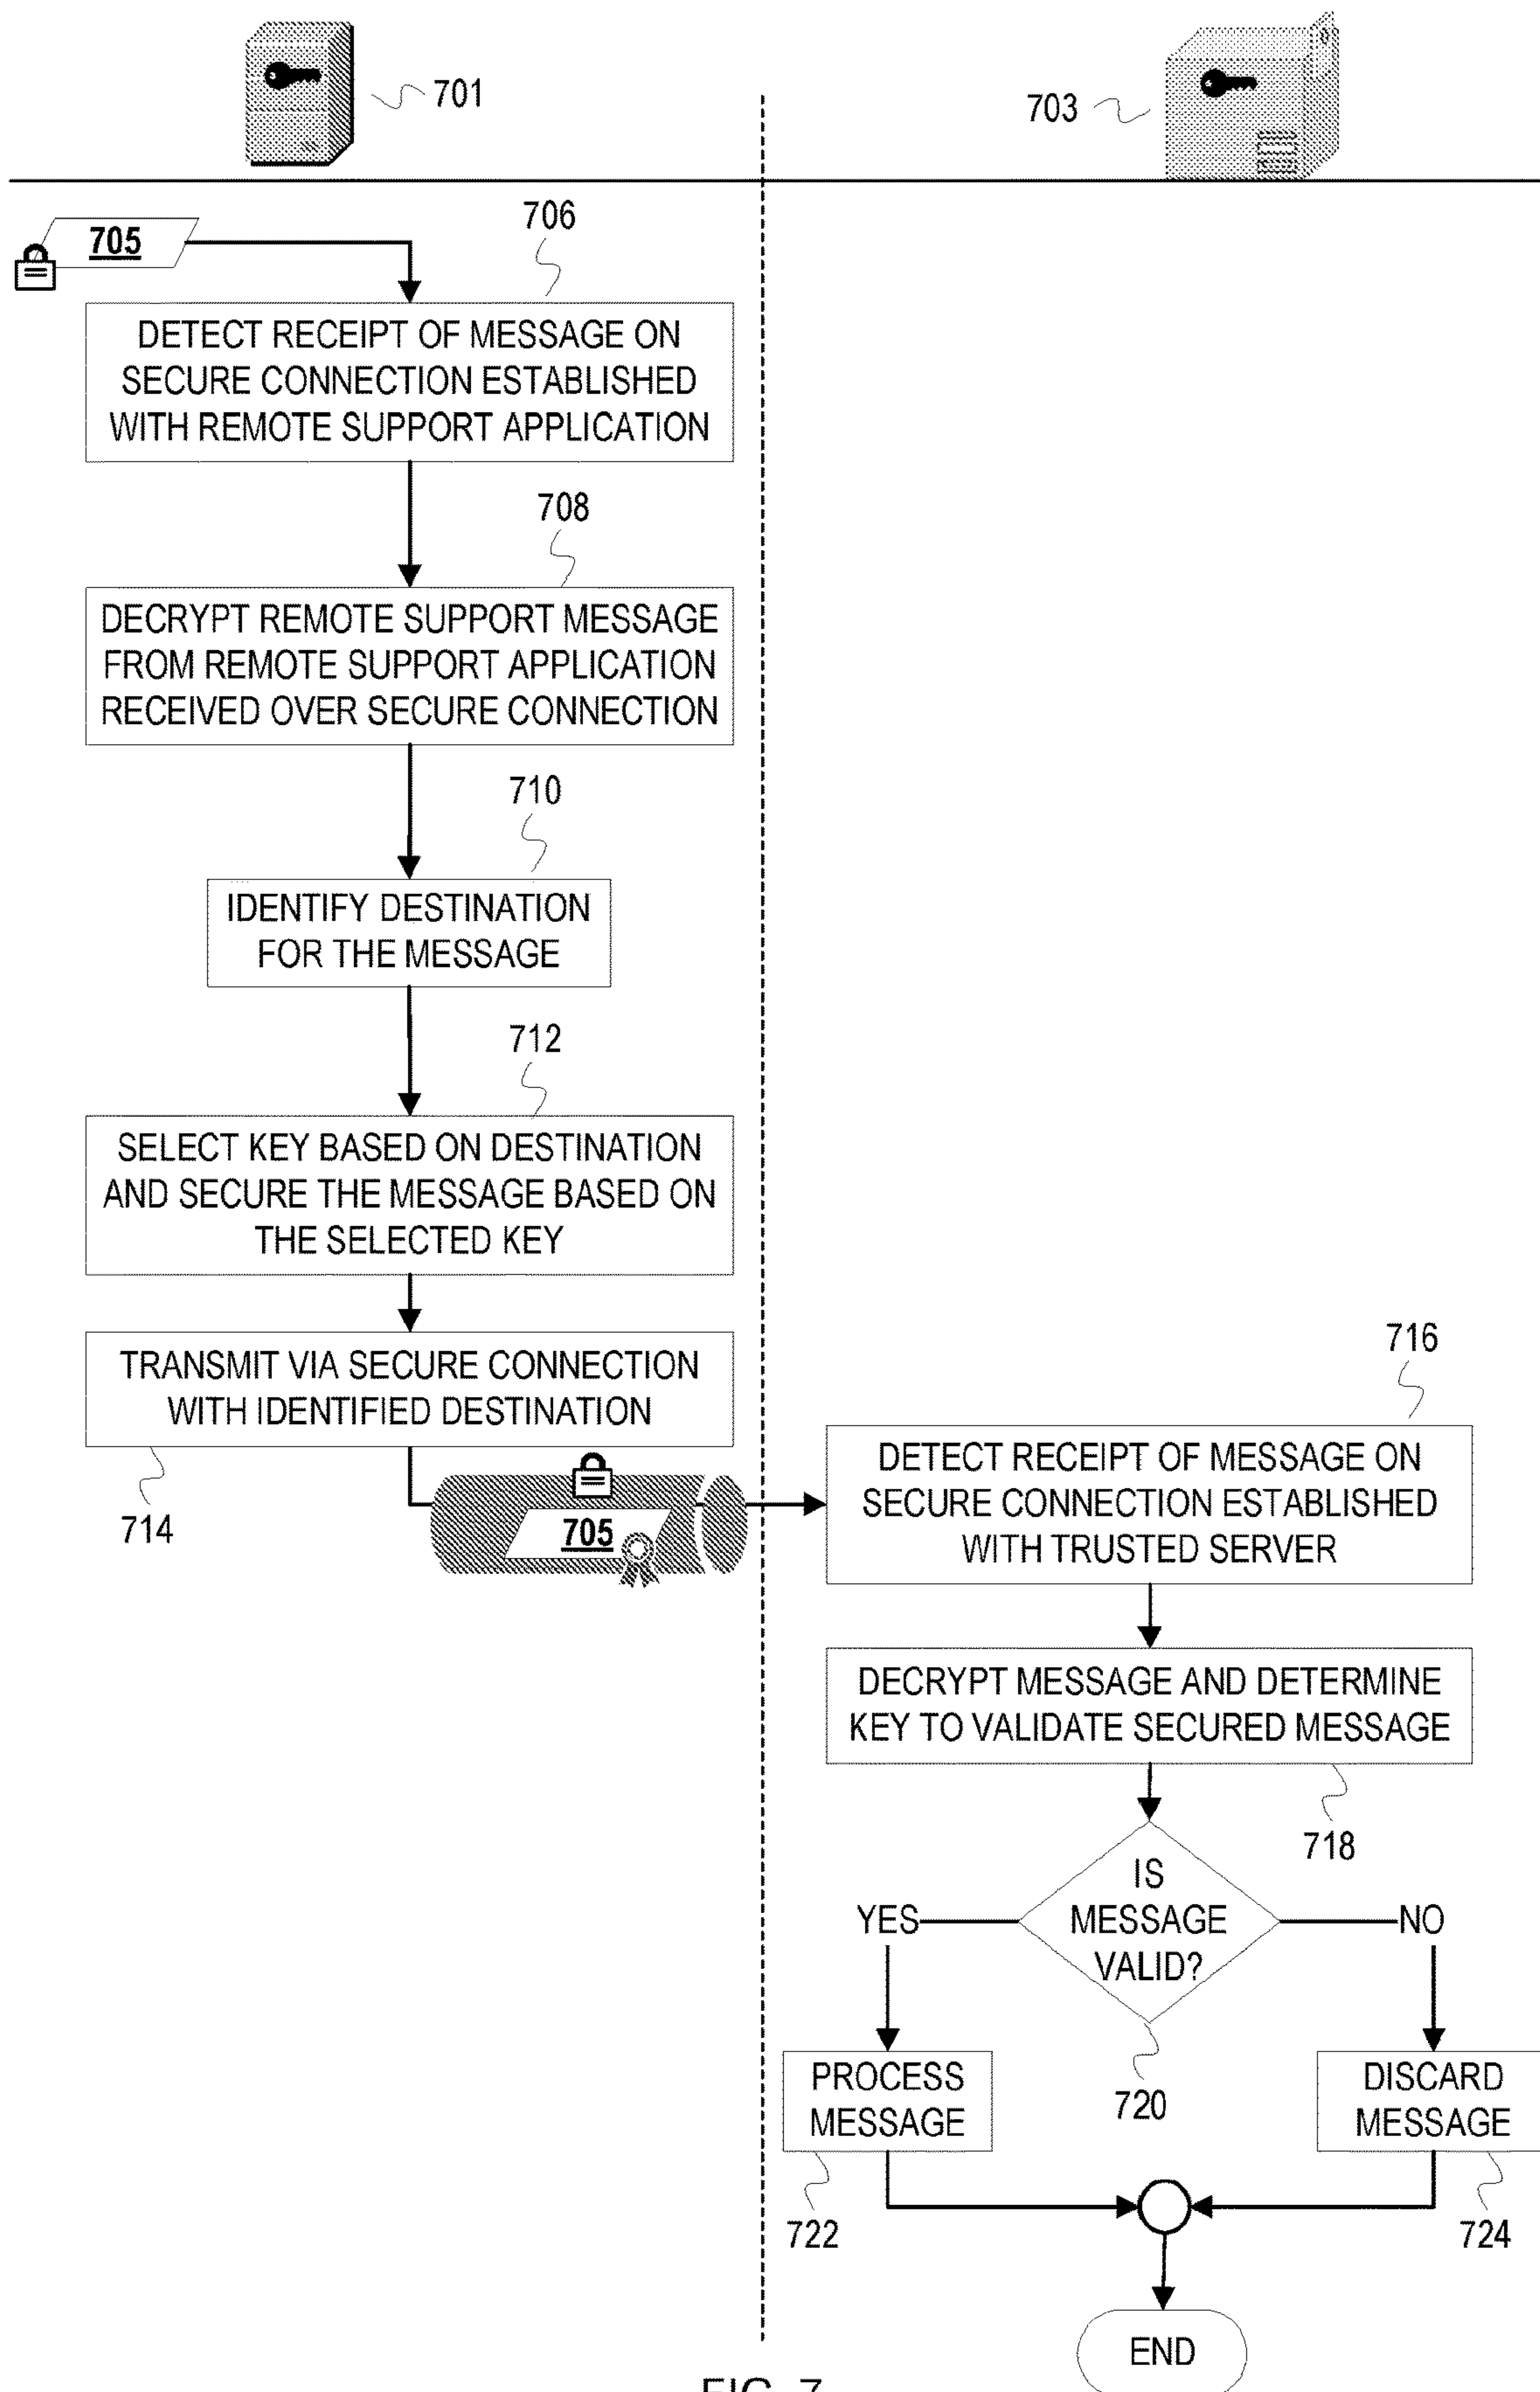 701
703
705
706
DETECT RECEIPT OF MESSAGE ON
SECURE CONNECTION ESTABLISHED
WITH REMOTE SUPPORT APPLICATION
708
DECRYPT REMOTE SUPPORT MESSAGE
FROM REMOTE SUPPORT APPLICATION
RECEIVED OVER SECURE CONNECTION
710
IDENTIFY DESTINATION
FOR THE MESSAGE
712
SELECT KEY BASED ON DESTINATION
AND SECURE THE MESSAGE BASED ON
THE SELECTED KEY
TRANSMIT VIA SECURE CONNECTION
WITH IDENTIFIED DESTINATION
714
705
716
DETECT RECEIPT OF MESSAGE ON
SECURE CONNECTION ESTABLISHED
WITH TRUSTED SERVER
DECRYPT MESSAGE AND DETERMINE
KEY TO VALIDATE SECURED MESSAGE
718
IS
MESSAGE
VALID?
YES
NO
720
PROCESS
MESSAGE
722
DISCARD
MESSAGE
724
END
FIG. 7